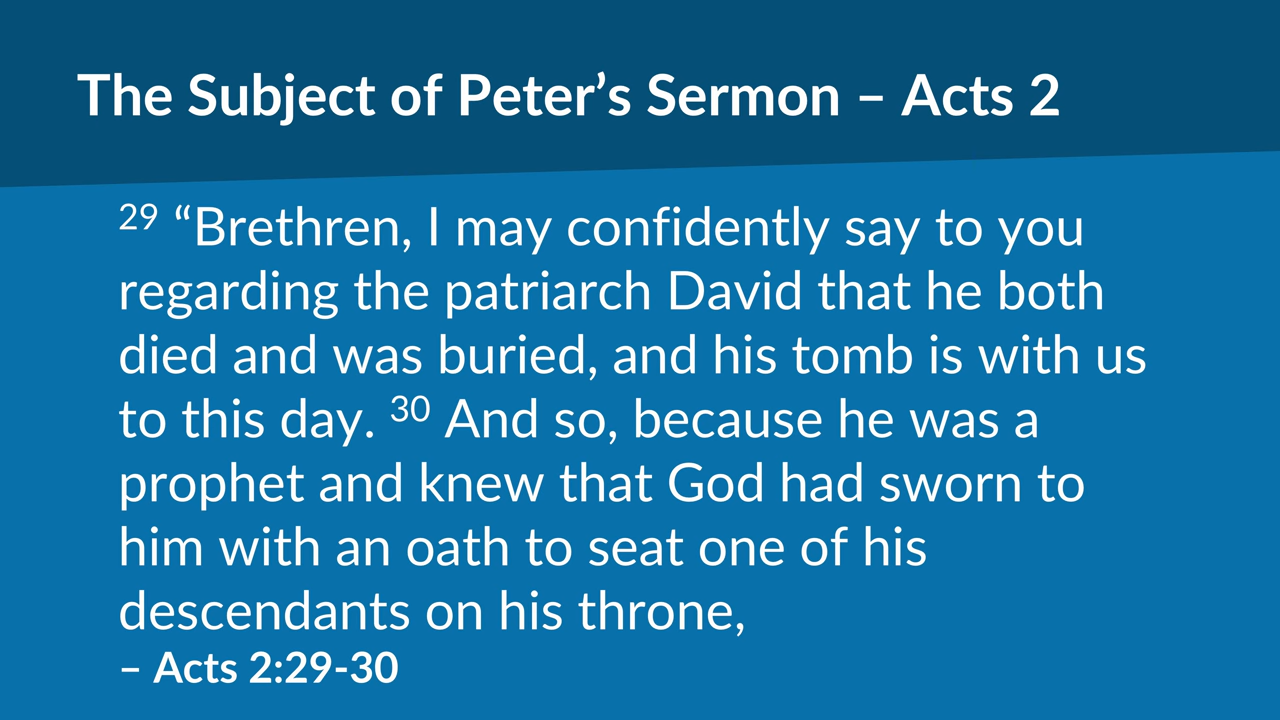 The Subject of Peter’s Sermon – Acts 2
29 “Brethren, I may confidently say to you
regarding the patriarch David that he both
died and was buried, and his tomb is with us
to this day. 30 And so, because he was a
prophet and knew that God had sworn to
him with an oath to seat one of his
descendants on his throne,
– Acts 2:29-30